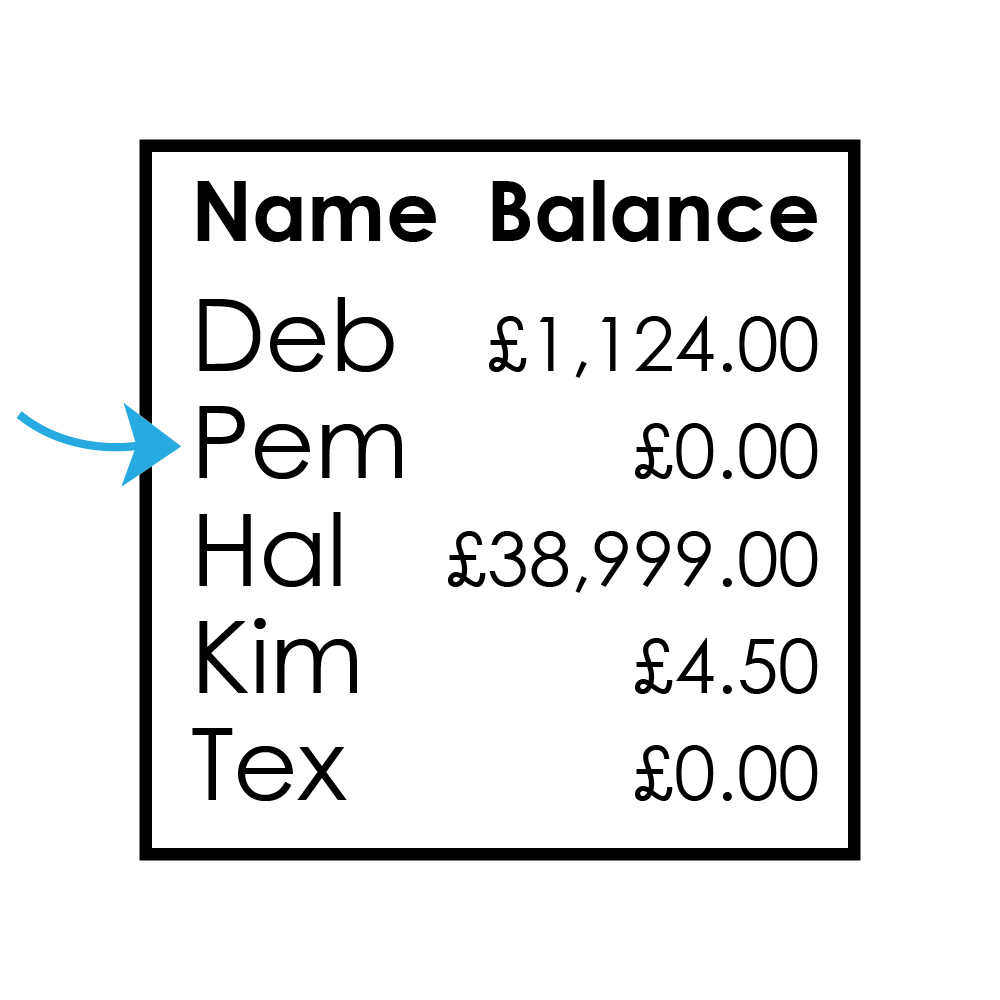 Name Balance
Deb £1,124.00
Pem £0.00
Hal £38,999.00
Kim £4.50
Tex £0.00